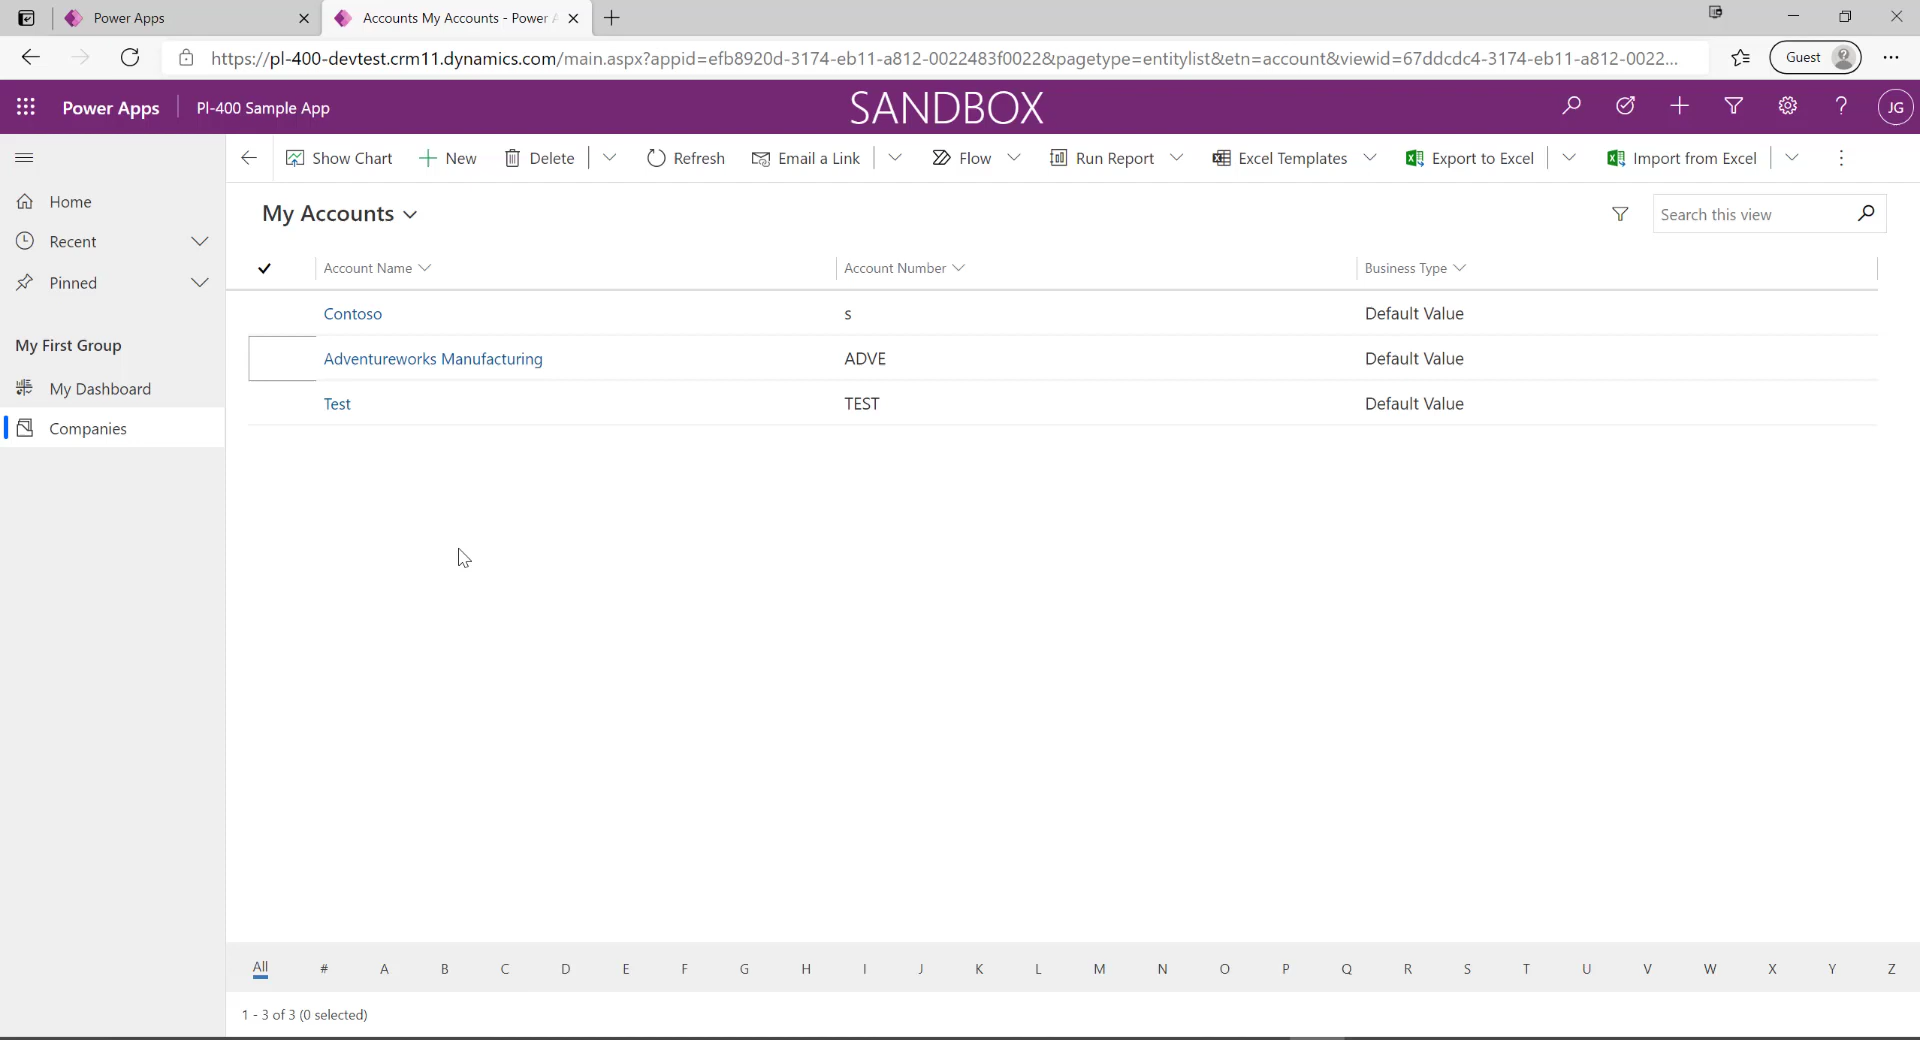 Power Apps
Accounts My Accounts - Power A
https://pl-400-devtest.crm11.dynamics.com/main.aspx?appid=efb8920d-3174-eb11-a812-0022483f0022&pagetype=entitylist&etn=account&viewid=67ddcdc4-3174-eb11-a812-0022...
Guest
Power Apps
Pl-400 Sample App
SANDBOX
JG
Show Chart
New
Delete
Refresh
Email a Link
Flow
Run Report
Excel Templates
Export to Excel
Import from Excel
Home
Recent
Pinned
My First Group
My Dashboard
Companies
My Accounts
Search this view
Account Name Account Number Business Type
Contoso s Default Value
Adventureworks Manufacturing ADVE Default Value
Test TEST Default Value
All # A B C D E F G H I J K L M N O P Q R S T U V W X Y Z
1 - 3 of 3 (0 selected)